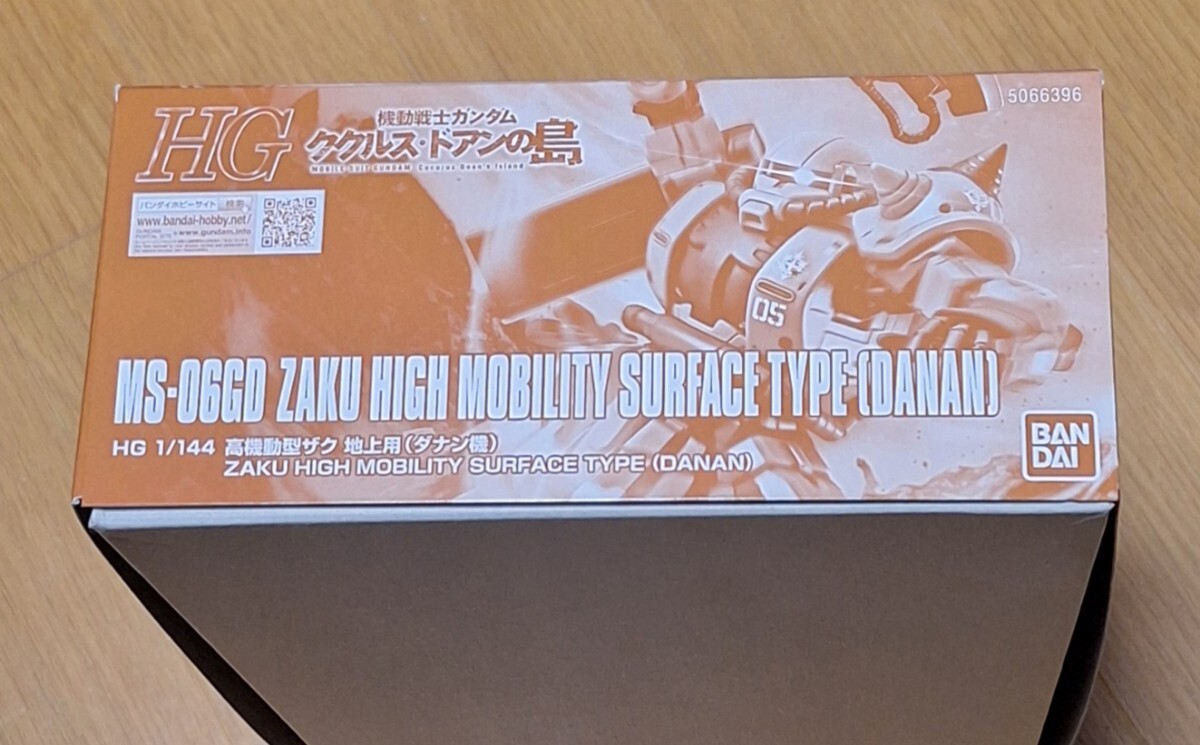 HG
機動戦士ガンダム
ククルス・ドアンの島
MOBILE SUIT GUNDAM Cucuruz Doan's Island
5066396
バンダイホビーサイト 検索
www.bandai-hobby.net/
www.gundam.info
05
MS-06GD ZAKU HIGH MOBILITY SURFACE TYPE (DANAN)
HG 1/144 高機動型ザク 地上用(ダナン機)
ZAKU HIGH MOBILITY SURFACE TYPE (DANAN)
BAN
DAI